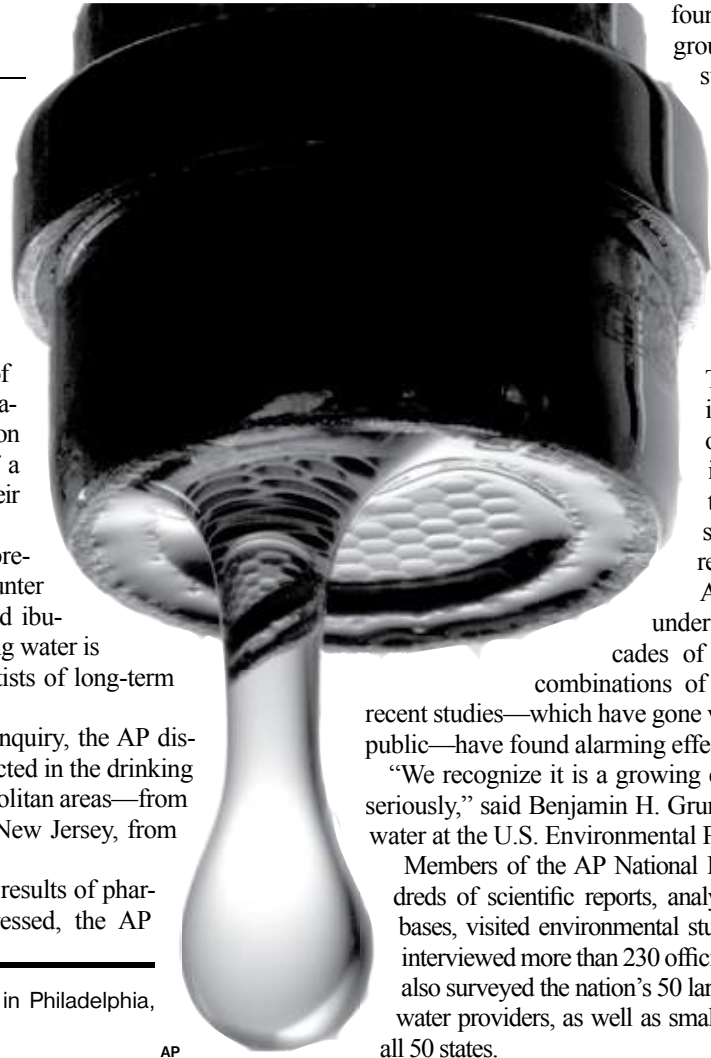 of
a-
on
a
eir
ore-
unter
d ibu-
g water is
tists of long-term
nquiry, the AP dis-
cted in the drinking
olitan areas—from
New Jersey, from
results of phar-
essed, the AP
in Philadelphia,
AP
foun
grou
s
T
i
o
i
t
s
re
A
under
cades of
combinations of
recent studies—which have gone
public—have found alarming effe
“We recognize it is a growing
seriously,” said Benjamin H. Grum
water at the U.S. Environmental
Members of the AP National
dreds of scientific reports, analy
bases, visited environmental stu
interviewed more than 230 offici
also surveyed the nation’s 50 lar
water providers, as well as smal
all 50 states.